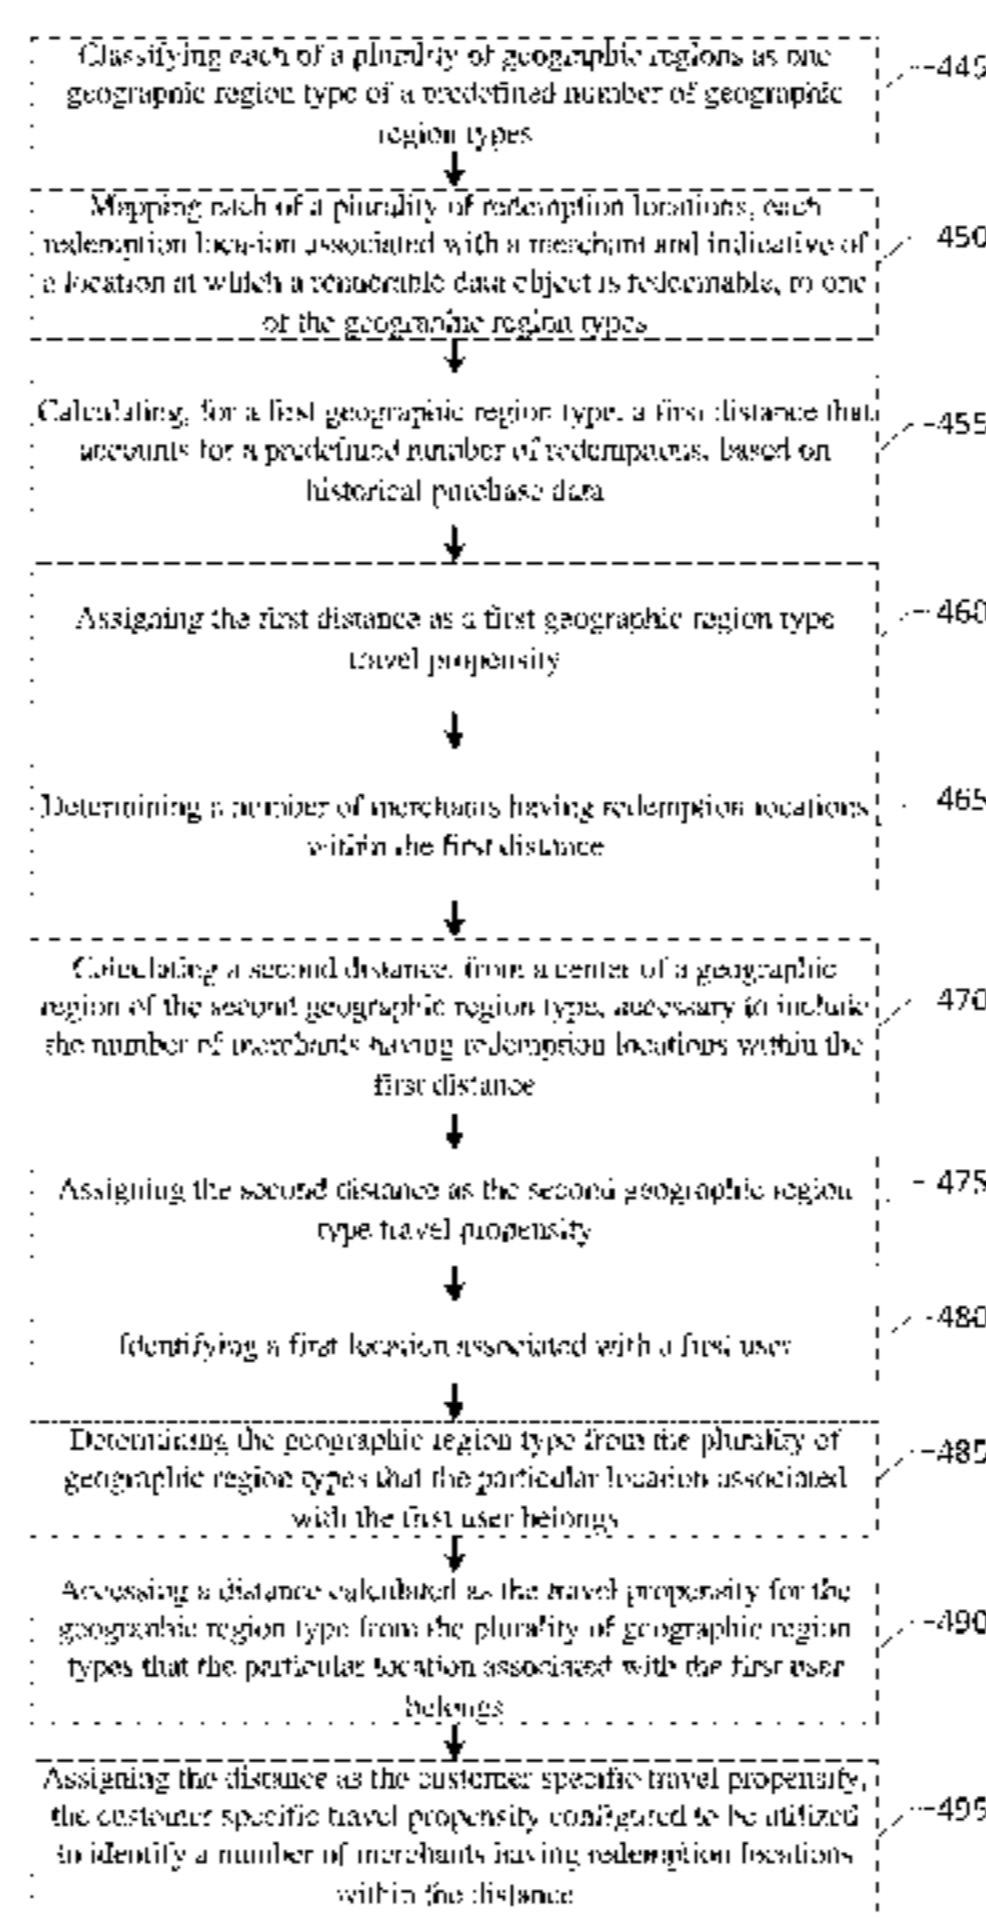 Classifying each of a plurality of geographic regions as one
geographic region type of a predefined number of geographic
region types
445
Mapping each of a plurality of redemption locations, each
redemption location associated with a merchant and indicative of
a location at which a removable data object is redeemable, to one
of the geographic region types
450
Calculating, for a first geographic region type, a first distance that
accounts for a predefined number of redemptions, based on
historical purchase data
455
Assigning the first distance as a first geographic region type
travel propensity
460
Determining a number of merchants having redemption locations
within the first distance
465
Calculating a second distance, from a center of a geographic
region of the second geographic region type, necessary to include
the number of merchants having redemption locations within the
first distance
470
Assigning the second distance as the second geographic region
type travel propensity
475
Identifying a first location associated with a first user
480
Determining the geographic region type from the plurality of
geographic region types that the particular location associated
with the first user belongs
485
Accessing a distance calculated as the travel propensity for the
geographic region type from the plurality of geographic region
types that the particular location associated with the first user
belongs
490
Assigning the distance as the customer specific travel propensity,
the customer specific travel propensity configured to be utilized
to identify a number of merchants having redemption locations
within the distance
495